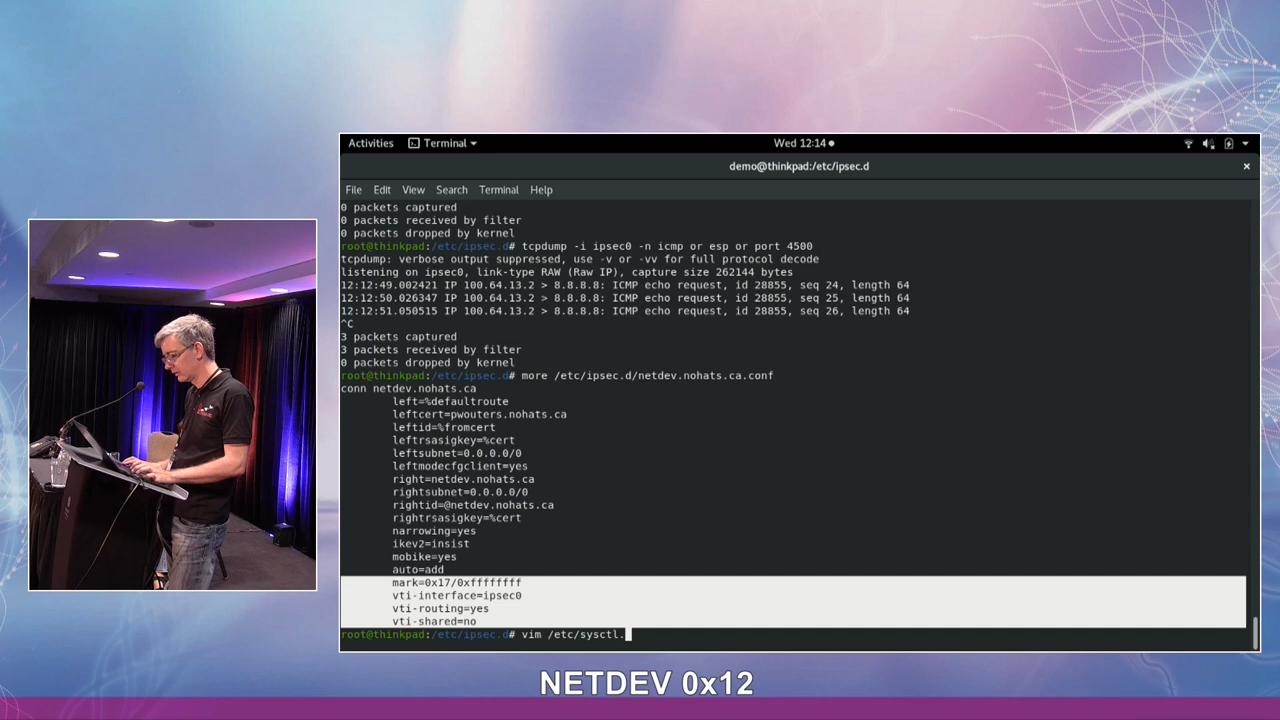 Activities Terminal Wed 12:14
demo@thinkpad:/etc/ipsec.d
File Edit View Search Terminal Help
0 packets captured
0 packets received by filter
0 packets dropped by kernel
root@thinkpad:/etc/ipsec.d# tcpdump -i ipsec0 -n icmp or esp or port 4500
tcpdump: verbose output suppressed, use -v or -vv for full protocol decode
listening on ipsec0, link-type RAW (Raw IP), capture size 262144 bytes
12:12:49.002421 IP 100.64.13.2 > 8.8.8.8: ICMP echo request, id 28855, seq 24, length 64
12:12:50.026347 IP 100.64.13.2 > 8.8.8.8: ICMP echo request, id 28855, seq 25, length 64
12:12:51.050515 IP 100.64.13.2 > 8.8.8.8: ICMP echo request, id 28855, seq 26, length 64
^C
3 packets captured
3 packets received by filter
0 packets dropped by kernel
root@thinkpad:/etc/ipsec.d# more /etc/ipsec.d/netdev.nohats.ca.conf
conn netdev.nohats.ca
left=%defaultroute
leftcert=pwouters.nohats.ca
leftid=%fromcert
leftrsasigkey=%cert
leftsubnet=0.0.0.0/0
leftmodecfgclient=yes
right=netdev.nohats.ca
rightsubnet=0.0.0.0/0
rightid=@netdev.nohats.ca
rightrsasigkey=%cert
narrowing=yes
ikev2=insist
mobike=yes
auto=add
mark=0x17/0xffffffff
vti-interface=ipsec0
vti-routing=yes
vti-shared=no
root@thinkpad:/etc/ipsec.d# vim /etc/sysctl.
NETDEV 0x12